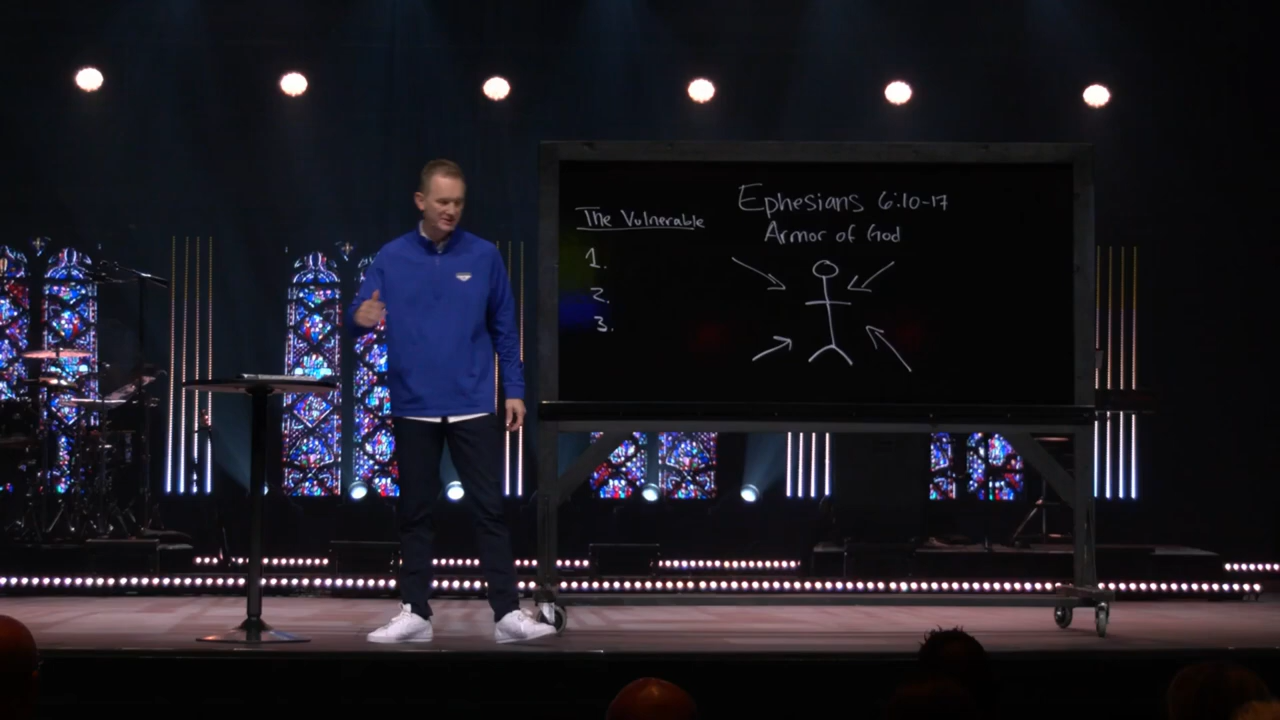 Ephesians 6:10-17
Armor of God
The Vulnerable
1.
2.
3.